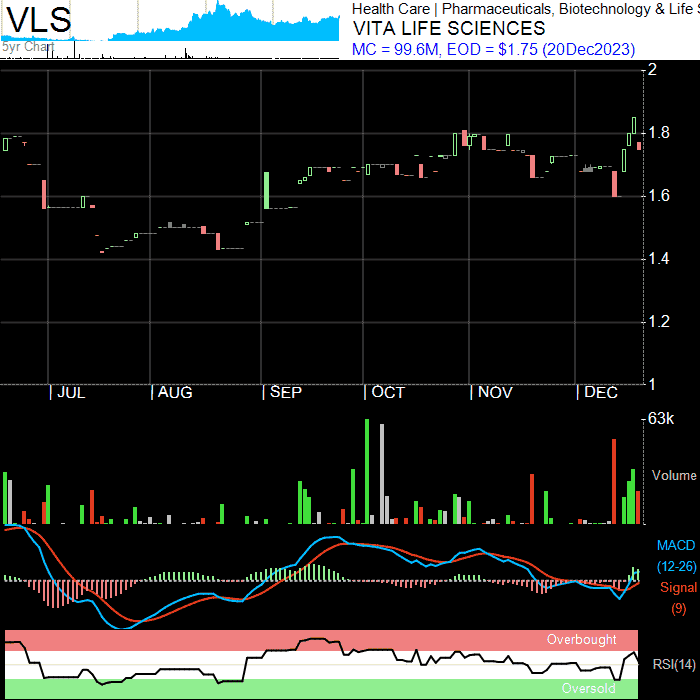 VLS
5yr Chart
Health Care | Pharmaceuticals, Biotechnology & Life S
VITA LIFE SCIENCES
MC = 99.6M, EOD = $1.75 (20Dec2023)
2
1.8
1.6
1.4
1.2
1
JUL AUG SEP OCT NOV DEC
63k
Volume
MACD
(12-26)
Signal
(9)
Overbought
RSI(14)
Oversold